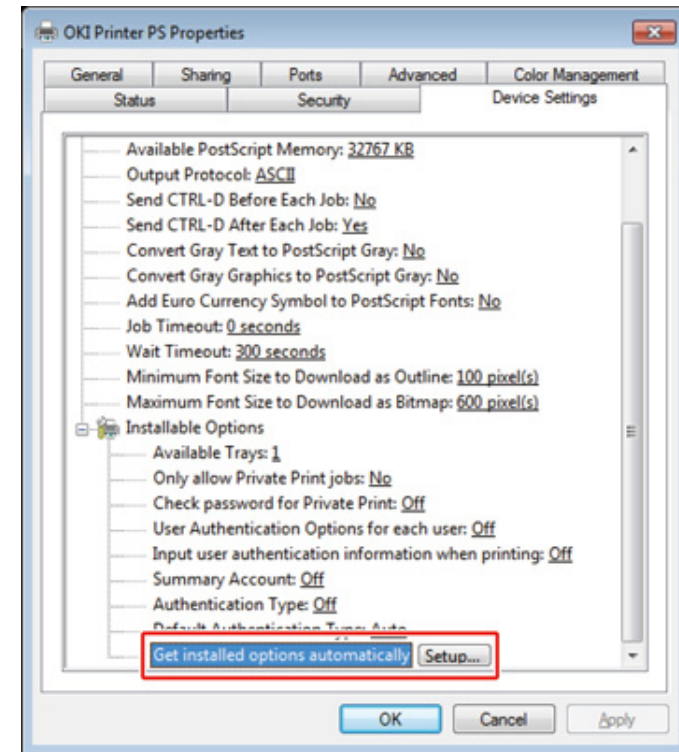 OKI Printer PS Properties
General Sharing Ports Advanced Color Management
Status Security Device Settings
Available PostScript Memory: 32767 KB
Output Protocol: ASCII
Send CTRL-D Before Each Job: No
Send CTRL-D After Each Job: Yes
Convert Gray Text to PostScript Gray: No
Convert Gray Graphics to PostScript Gray: No
Add Euro Currency Symbol to PostScript Fonts: No
Job Timeout: 0 seconds
Wait Timeout: 300 seconds
Minimum Font Size to Download as Outline: 100 pixel(s)
Maximum Font Size to Download as Bitmap: 600 pixel(s)
Installable Options
Available Trays: 1
Only allow Private Print jobs: No
Check password for Private Print: Off
User Authentication Options for each user: Off
Input user authentication information when printing: Off
Summary Account: Off
Authentication Type: Off
Default Authentication Type: Auto
Get installed options automatically Setup...
OK Cancel Apply